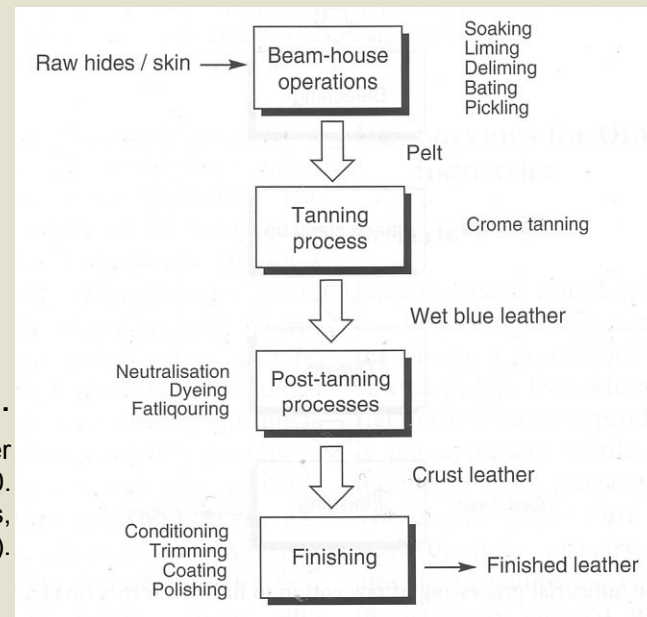 Raw hides / skin
Beam-house
operations
Soaking
Liming
Deliming
Bating
Pickling
Pelt
Tanning
process
Crome tanning
Wet blue leather
Neutralisation
Dyeing
Fatliqouring
Post-tanning
processes
Crust leather
Conditioning
Trimming
Coating
Polishing
Finishing
Finished leather